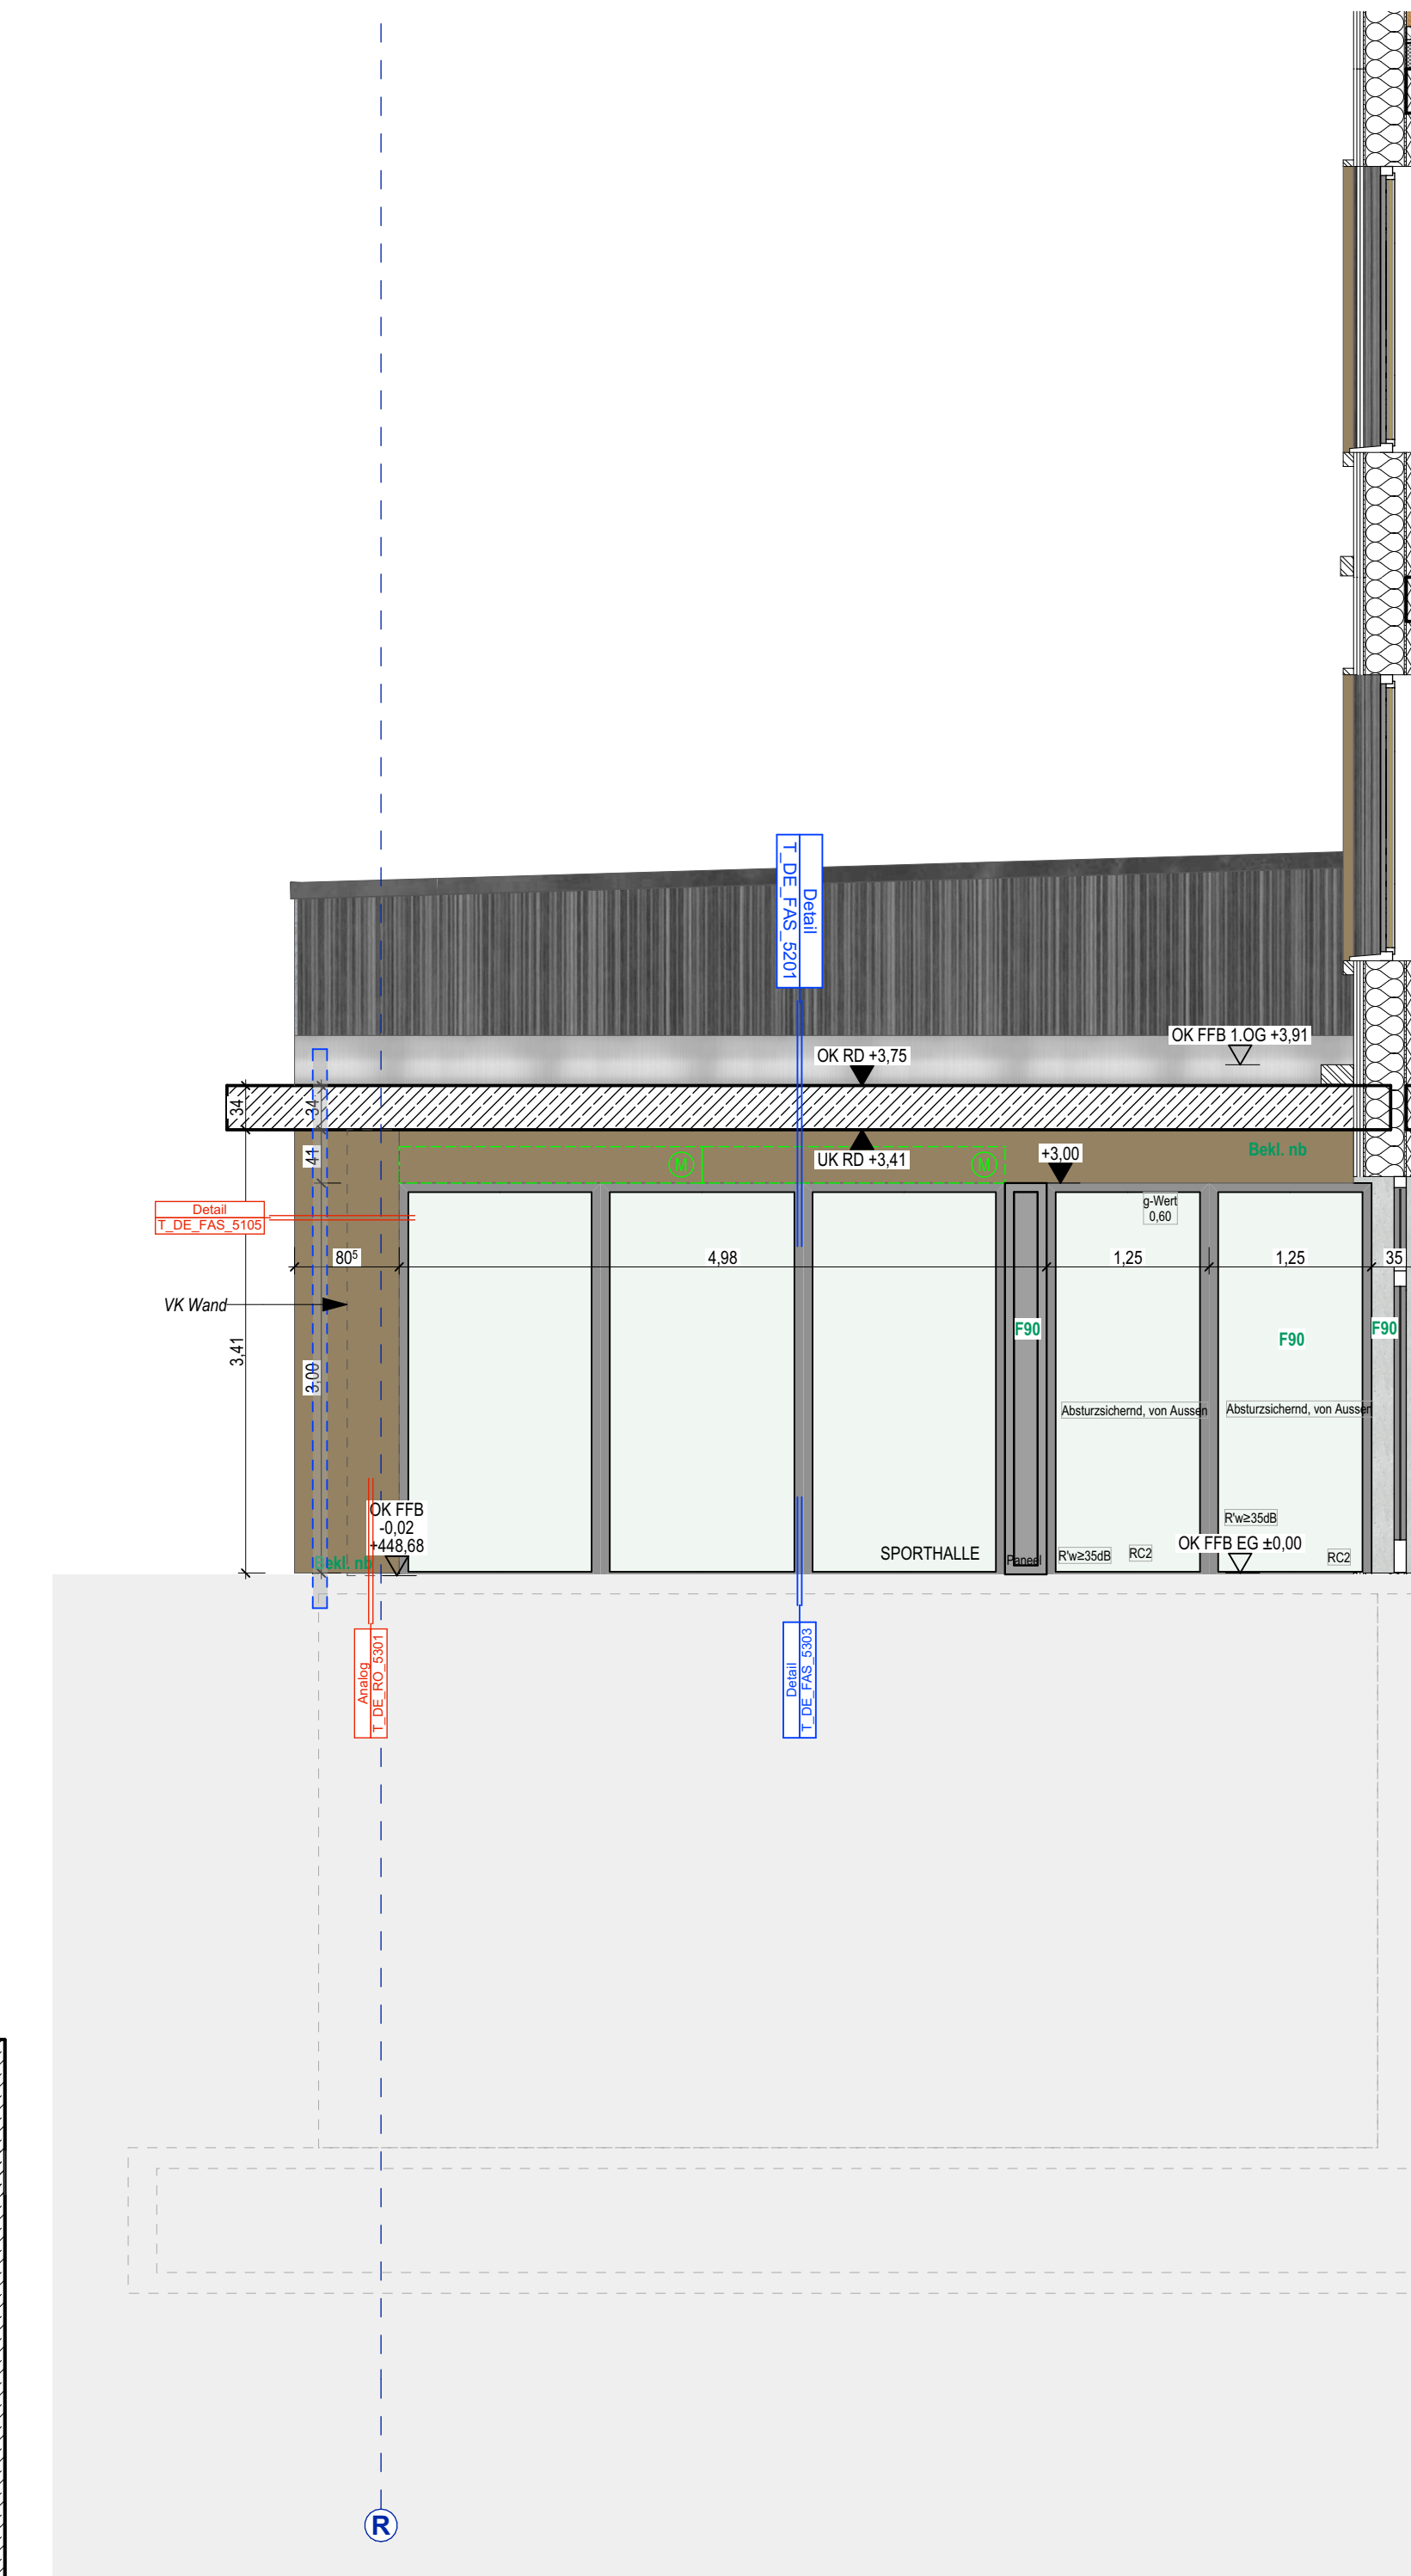 Detail
T_DE_FAS_5201
OK FFB 1.OG +3,91
OK RD +3,75
34
34
41
UK RD +3,41
+3,00
Bekl. nb
M
M
Detail
T_DE_FAS_5105
g-Wert
0,60
80⁵
4,98
1,25
1,25
35
VK Wand
F90
F90
F90
3,41
3,00
Absturzsichernd, von Aussen
Absturzsichernd, von Aussen
OK FFB
-0,02
+448,68
R'w≥35dB
OK FFB EG ±0,00
SPORTHALLE
Paneel
R'w≥35dB
RC2
RC2
Bekl. nb
Analog
T_DE_RO_5301
Detail
T_DE_FAS_5303
R